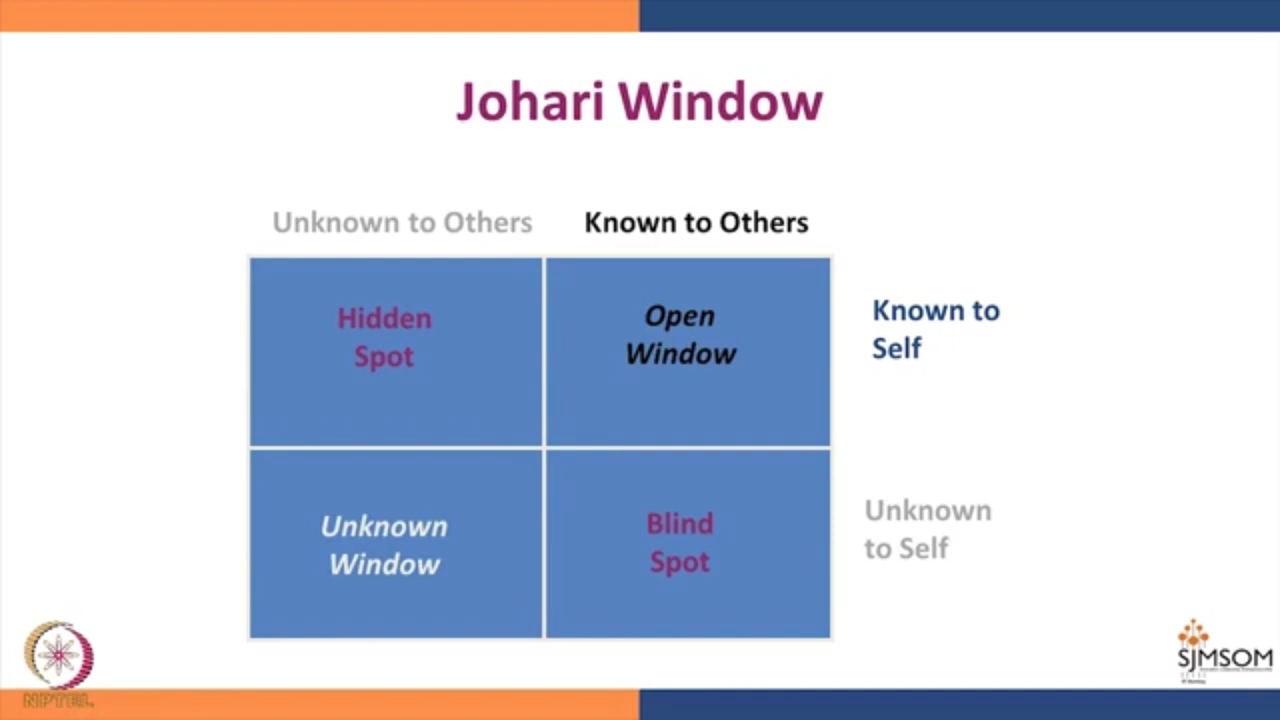 Johari Window
Unknown to Others
Known to Others
Hidden
Spot
Open
Window
Known to
Self
Unknown
Window
Blind
Spot
Unknown
to Self
NPTEL
SJMSOM